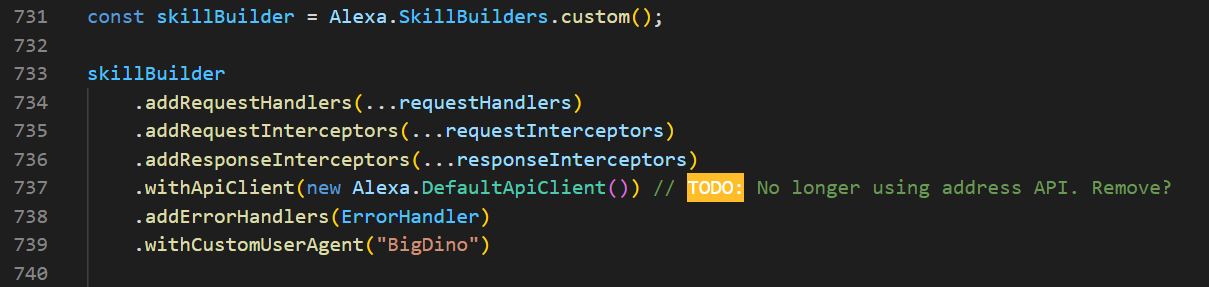 731 const skillBuilder = Alexa.SkillBuilders.custom();
732
733 skillBuilder
734 .addRequestHandlers(...requestHandlers)
735 .addRequestInterceptors(...requestInterceptors)
736 .addResponseInterceptors(...responseInterceptors)
737 .withApiClient(new Alexa.DefaultApiClient()) // TODO: No longer using address API. Remove?
738 .addErrorHandlers(ErrorHandler)
739 .withCustomUserAgent("BigDino")
740